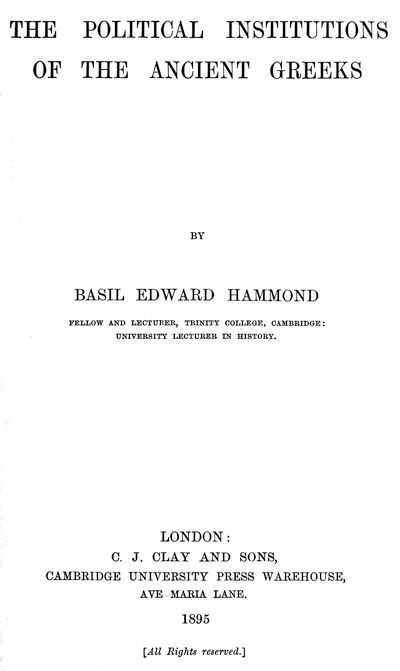 THE POLITICAL INSTITUTIONS
OF THE ANCIENT GREEKS
BY
BASIL EDWARD HAMMOND
FELLOW AND LECTURER, TRINITY COLLEGE, CAMBRIDGE:
UNIVERSITY LECTURER IN HISTORY.
LONDON:
C. J. CLAY AND SONS,
CAMBRIDGE UNIVERSITY PRESS WAREHOUSE,
AVE MARIA LANE.
1895
[All Rights reserved.]